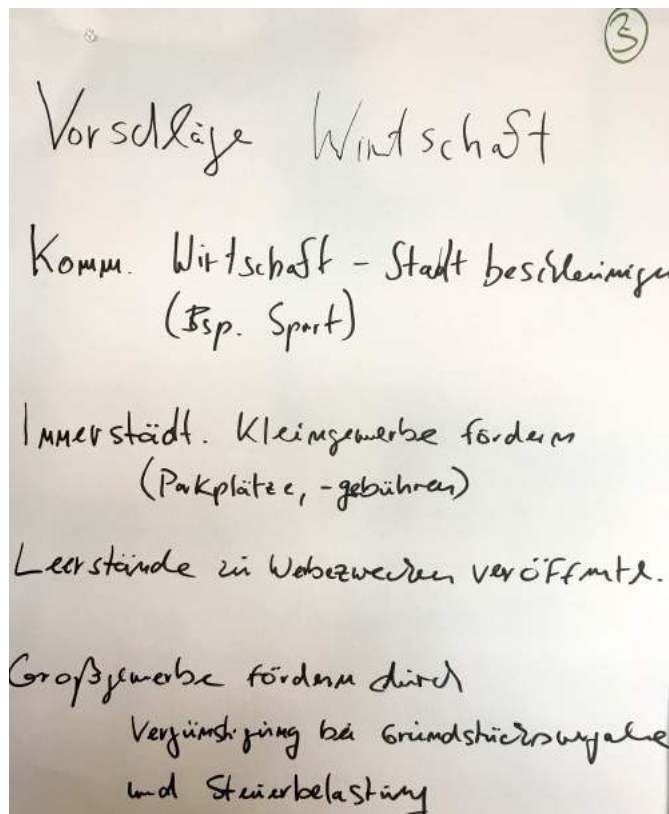 3
Vorschläge Wirtschaft
Komm. Wirtschaft - Stadt beschleunigen
(Bsp. Sport)
Innerstädt. Kleingewerbe fördern
(Parkplätze, -gebühren)
Leerstände zu Webezwecken veröffentl.
Großgewerbe fördern durch
Vergünstigung bei Grundstücksvergabe
und Steuerbelastung